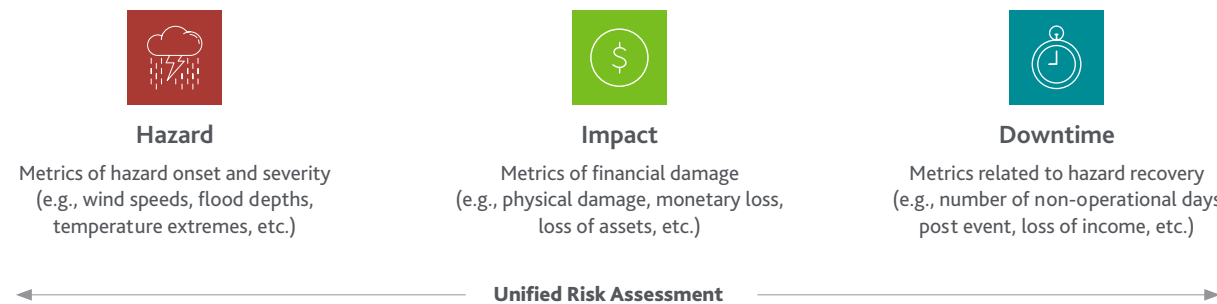 Hazard
Metrics of hazard onset and severity
(e.g., wind speeds, flood depths,
temperature extremes, etc.)
$
Impact
Metrics of financial damage
(e.g., physical damage, monetary loss,
loss of assets, etc.)
Downtime
Metrics related to hazard recovery
(e.g., number of non-operational days
post event, loss of income, etc.)
Unified Risk Assessment